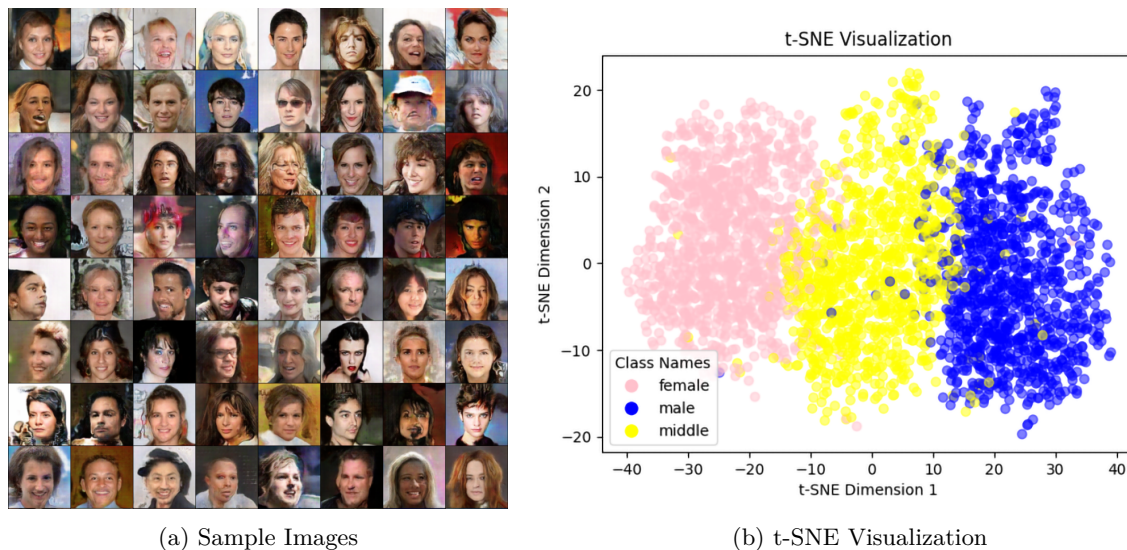 t-SNE Visualization
20
10
0
−10
−20
t-SNE Dimension 2
Class Names
female
male
middle
−40
−30
−20
−10
0
10
20
30
40
t-SNE Dimension 1
(a) Sample Images
(b) t-SNE Visualization